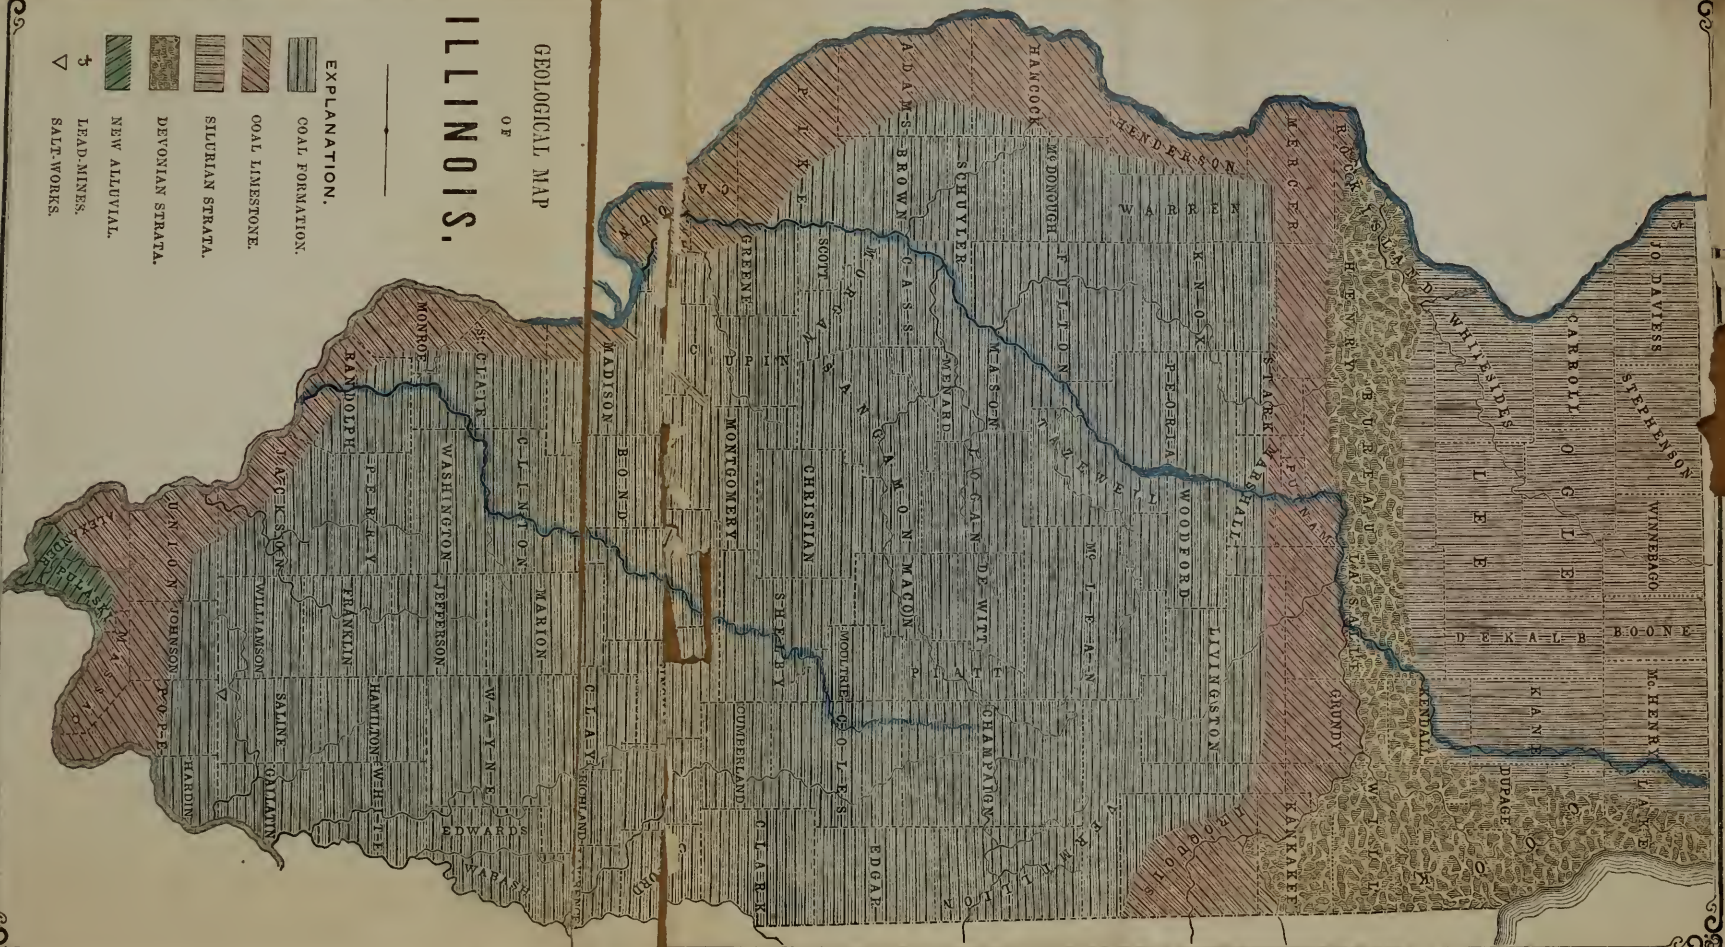 GEOLOGICAL MAP
OF
ILLINOIS.
EXPLANATION.
COAL FORMATION.
COAL LIMESTONE.
SILURIAN STRATA.
DEVONIAN STRATA.
NEW ALLUVIAL.
LEAD-MINES.
SALT-WORKS.
JO DAVIESS
STEPHENSON
WINNEBAGO
BOONE
McHENRY
LAKE
CARROLL
OGLE
DEKALB
KANE
COOK
WHITESIDES
LEE
DUPAGE
ROCK ISLAND
HENRY
BUREAU
LA SALLE
KENDALL
WILL
MERCER
STARK
PUTNAM
GRUNDY
KANKAKEE
HENDERSON
WARREN
KNOX
PEORIA
MARSHALL
WOODFORD
LIVINGSTON
IROQUOIS
HANCOCK
McDONOUGH
FULTON
TAZEWELL
McLEAN
ADAMS
SCHUYLER
BROWN
CASS
MASON
MENARD
LOGAN
DE WITT
PIATT
CHAMPAIGN
VERMILLION
PIKE
SCOTT
MORGAN
SANGAMON
MACON
MOULTRIE
COLES
EDGAR
CHRISTIAN
SHELBY
CUMBERLAND
CLARK
GREENE
PIN
MONTGOMERY
CA
MADISON
BOND
CLAY
RICHLAND
ST CLAIR
CLINTON
MARION
MONROE
WASHINGTON
JEFFERSON
WAYNE
EDWARDS
WABASH
RANDOLPH
PERRY
FRANKLIN
HAMILTON
WHITE
JACKSON
WILLIAMSON
SALINE
GALLATIN
UNION
JOHNSON
POPE
HARDIN
ALEXANDER
PULASKI
MASSAC